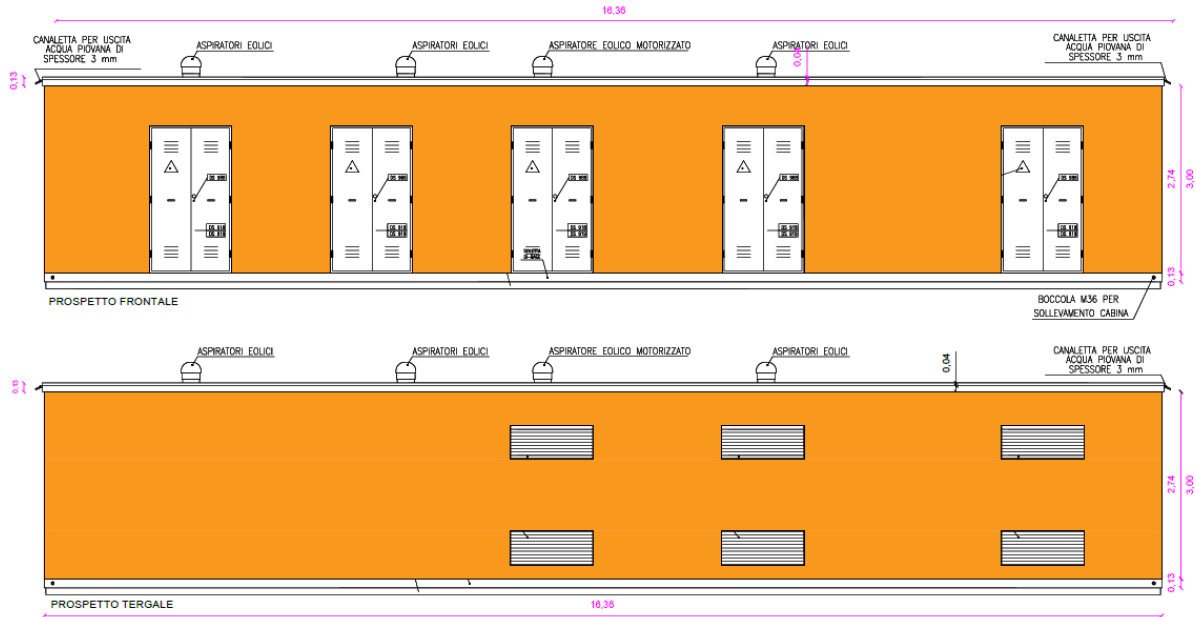 16,36
CANALETTA PER USCITA
ACQUA PIOVANA DI
SPESSORE 3 mm
ASPIRATORI EOLICI
ASPIRATORI EOLICI
ASPIRATORE EOLICO MOTORIZZATO
ASPIRATORI EOLICI
CANALETTA PER USCITA
ACQUA PIOVANA DI
SPESSORE 3 mm
0,13
2,74
3,00
0,13
PROSPETTO FRONTALE
BOCCOLA M36 PER
SOLLEVAMENTO CABINA
ASPIRATORI EOLICI
ASPIRATORI EOLICI
ASPIRATORE EOLICO MOTORIZZATO
ASPIRATORI EOLICI
0,04
CANALETTA PER USCITA
ACQUA PIOVANA DI
SPESSORE 3 mm
0,13
2,74
3,00
0,13
PROSPETTO TERGALE
16,36